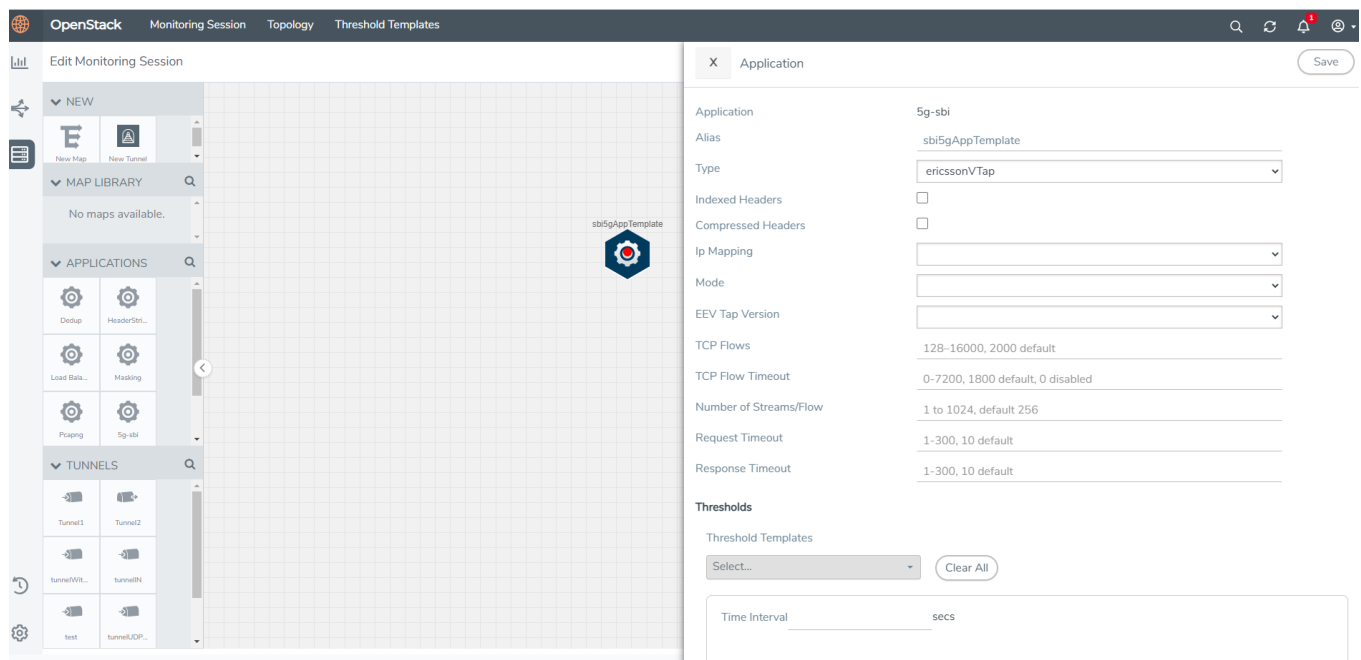 OpenStack Monitoring Session Topology Threshold Templates 1
Edit Monitoring Session
NEW
New Map New Tunnel
MAP LIBRARY
No maps available.
APPLICATIONS
Dedup HeaderStri...
Load Bala... Masking
Pcapng 5g-sbi
TUNNELS
Tunnel1 Tunnel2
tunnelWit... tunnelIN
test tunnelUDP...
sbi5gAppTemplate
X Application Save
Application 5g-sbi
Alias sbi5gAppTemplate
Type ericssonVTap
Indexed Headers
Compressed Headers
Ip Mapping
Mode
EEV Tap Version
TCP Flows 128–16000, 2000 default
TCP Flow Timeout 0-7200, 1800 default, 0 disabled
Number of Streams/Flow 1 to 1024, default 256
Request Timeout 1-300, 10 default
Response Timeout 1-300, 10 default
Thresholds
Threshold Templates
Select... Clear All
Time Interval secs